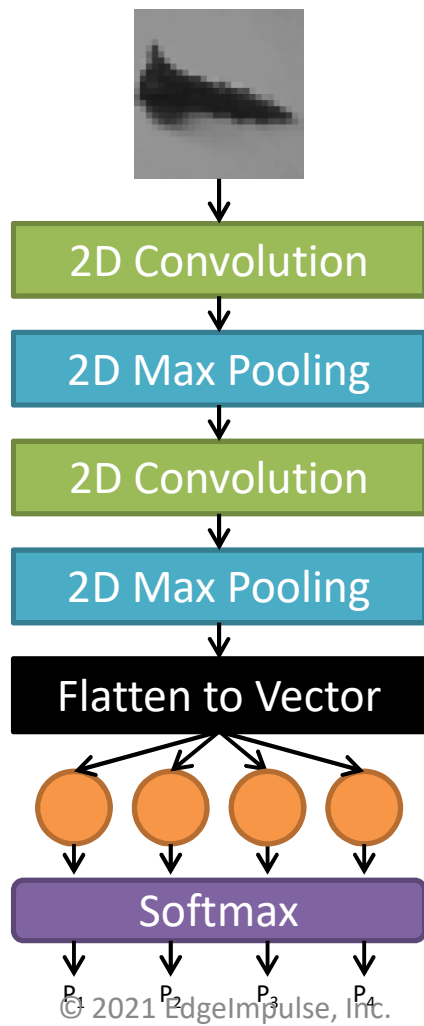 2D Convolution
2D Max Pooling
2D Convolution
2D Max Pooling
Flatten to Vector
Softmax
P₁ P₂ P₃ P₄
© 2021 EdgeImpulse, Inc.